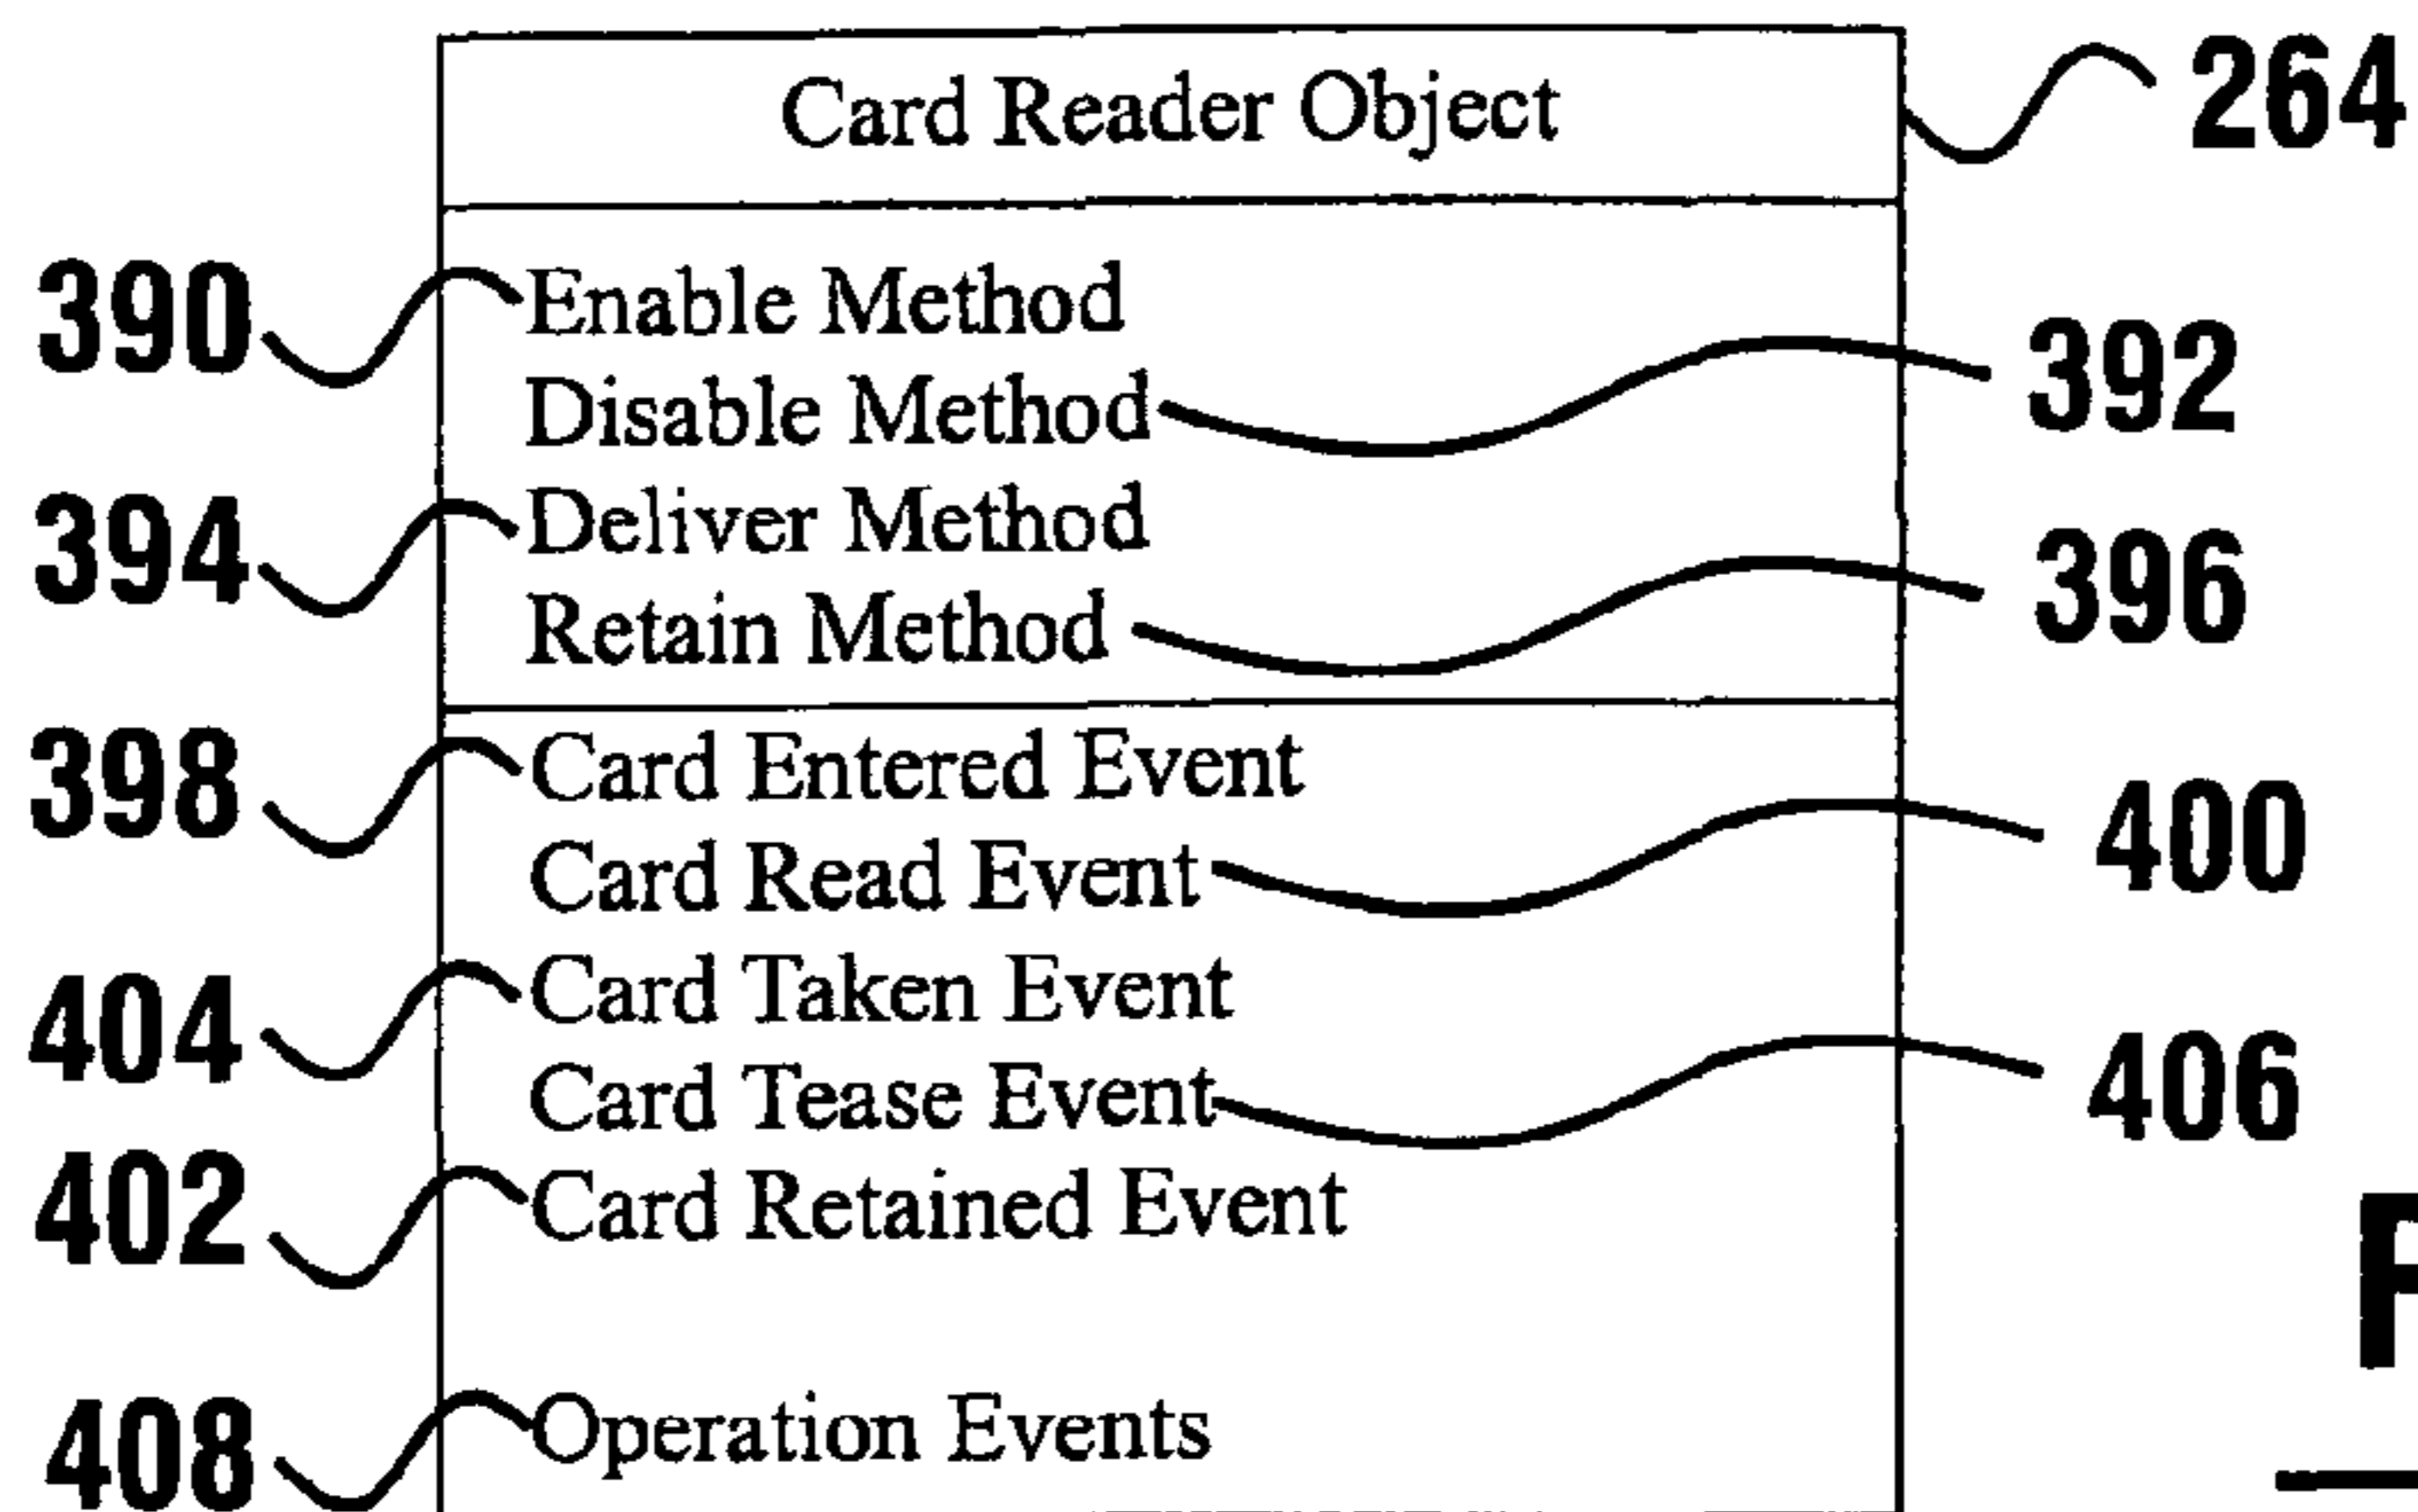 Card Reader Object 264
390 Enable Method
Disable Method 392
394 Deliver Method
Retain Method 396
398 Card Entered Event
Card Read Event 400
404 Card Taken Event
Card Tease Event 406
402 Card Retained Event
408 Operation Events